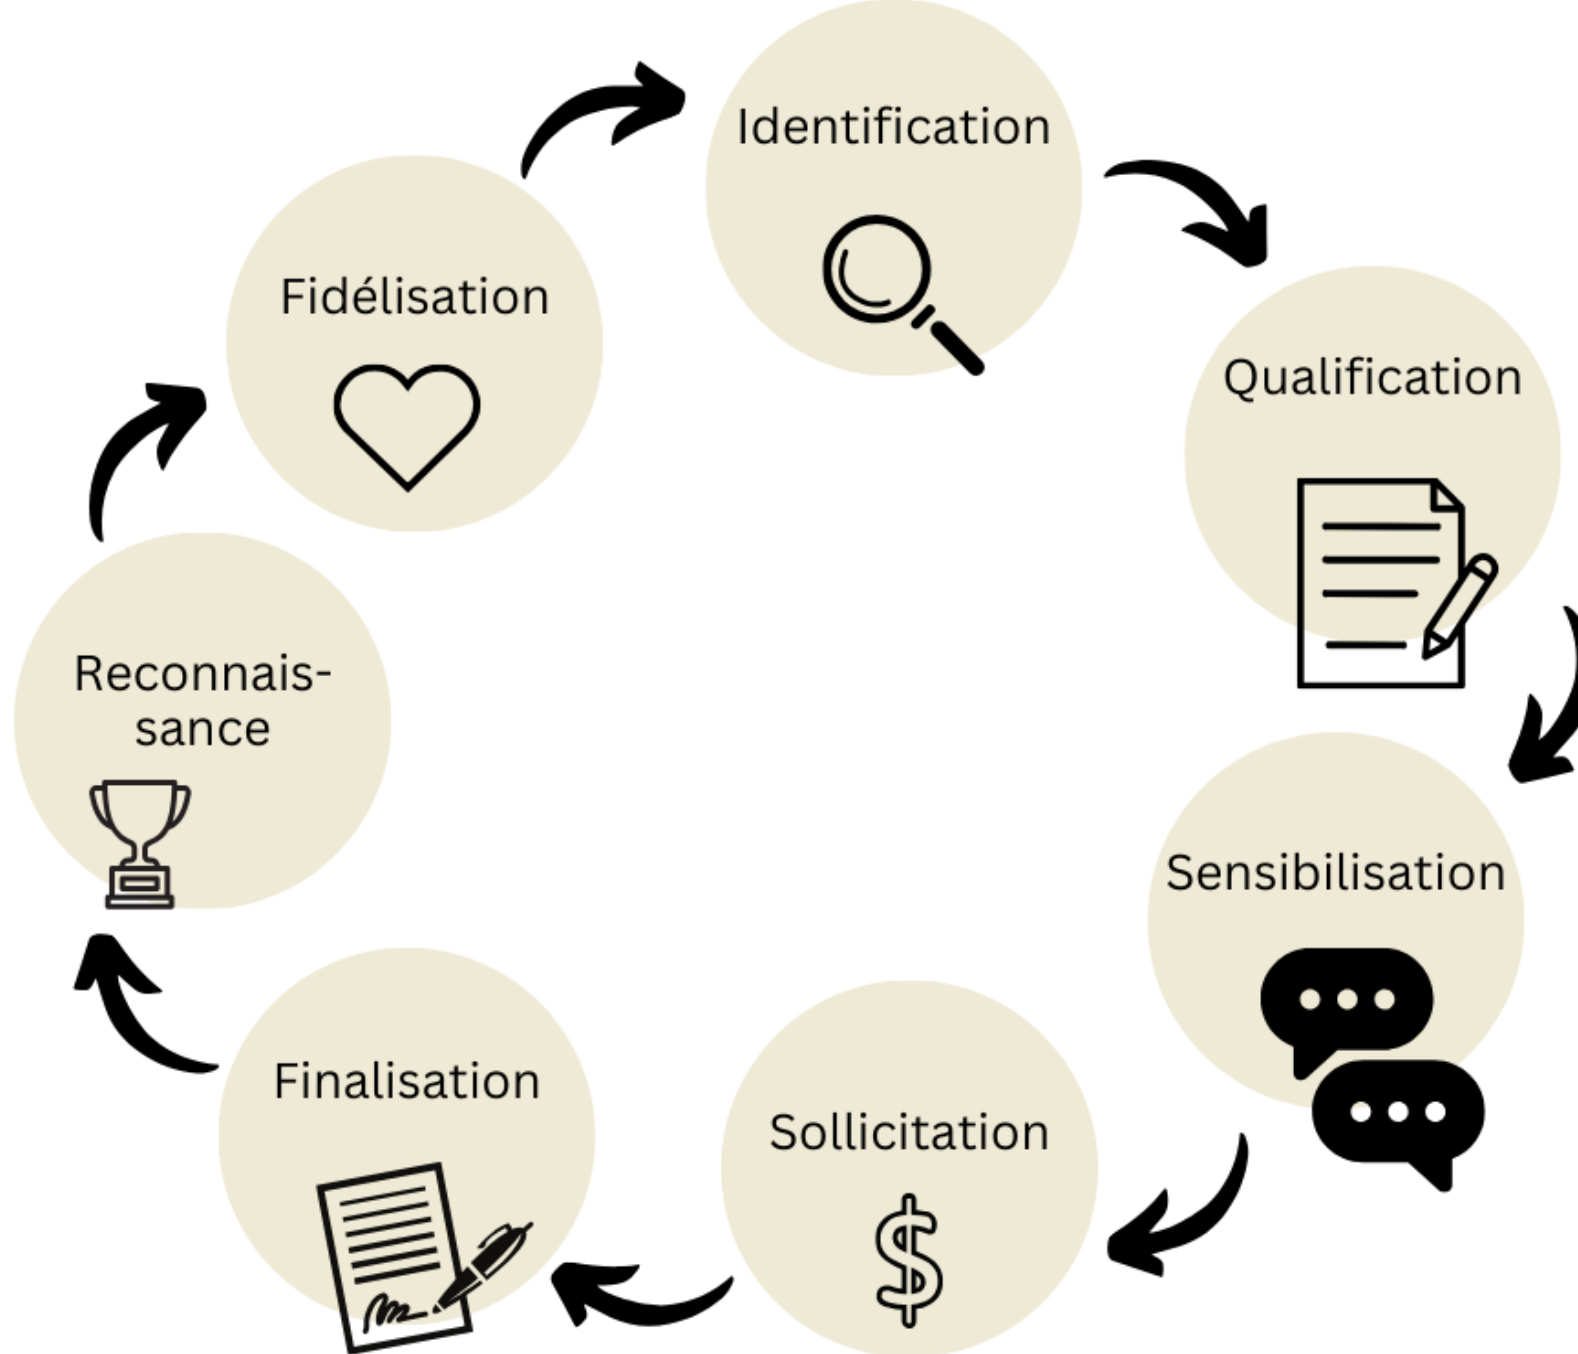 Identification
Qualification
Sensibilisation
Sollicitation
Finalisation
Reconnais-
sance
Fidélisation